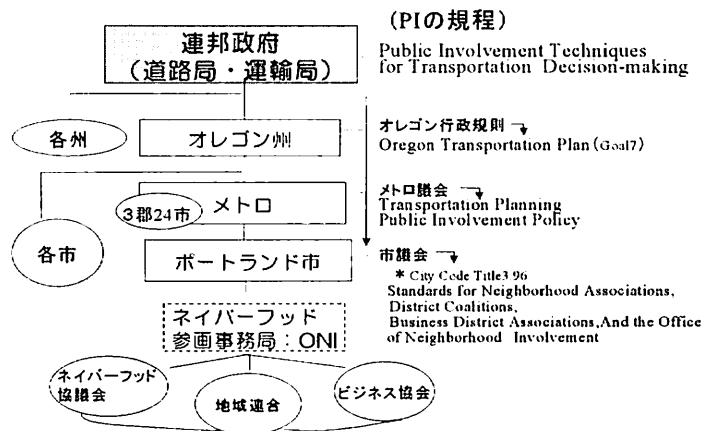 (PIの規程)
連邦政府
(道路局・運輸局)
Public Involvement Techniques
for Transportation Decision-making
各州
オレゴン州
オレゴン行政規則
Oregon Transportation Plan (Goal7)
3郡24市
メトロ
メトロ議会
Transportation Planning
Public Involvement Policy
各市
ポートランド市
市議会
* City Code Title3 96
Standards for Neighborhood Associations,
District Coalitions,
Business District Associations,And the Office
of Neighborhood Involvement
ネイバーフッド
参画事務局:ONI
ネイバーフッド
協議会
地域連合
ビジネス協会